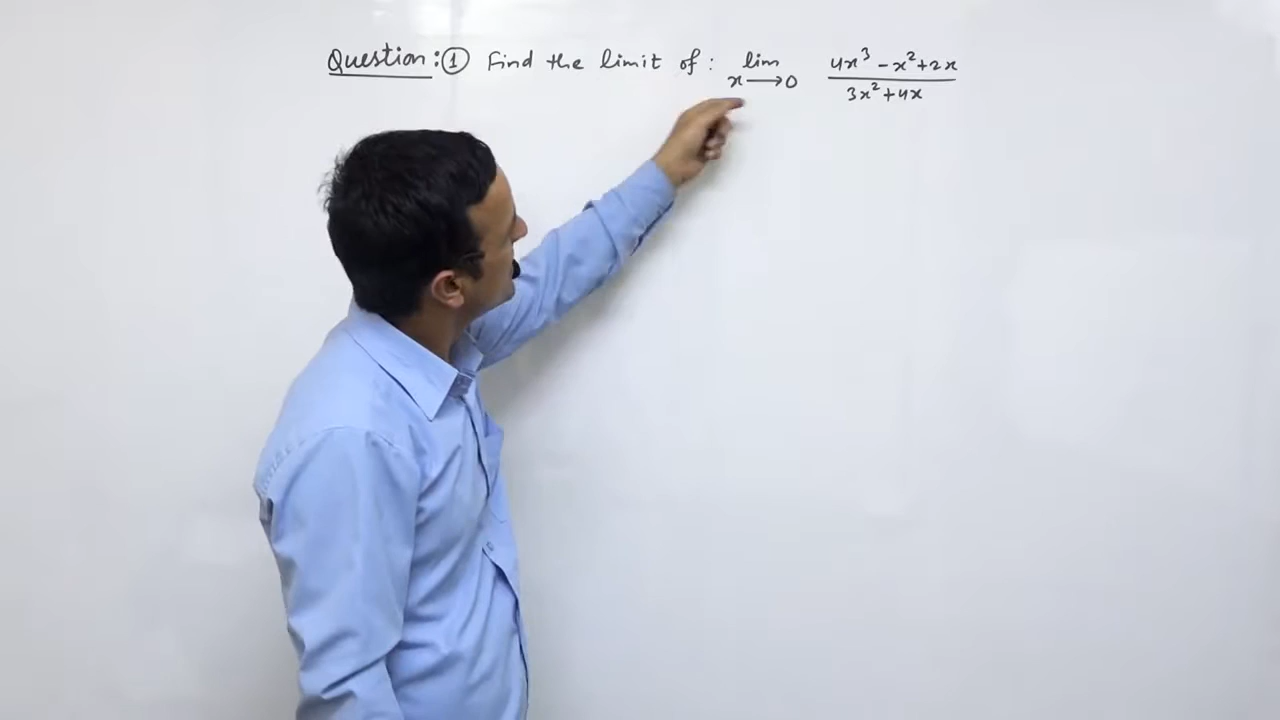 Question: ① Find the limit of: lim x→0 (4x³ - x² + 2x)/(3x² + 4x)